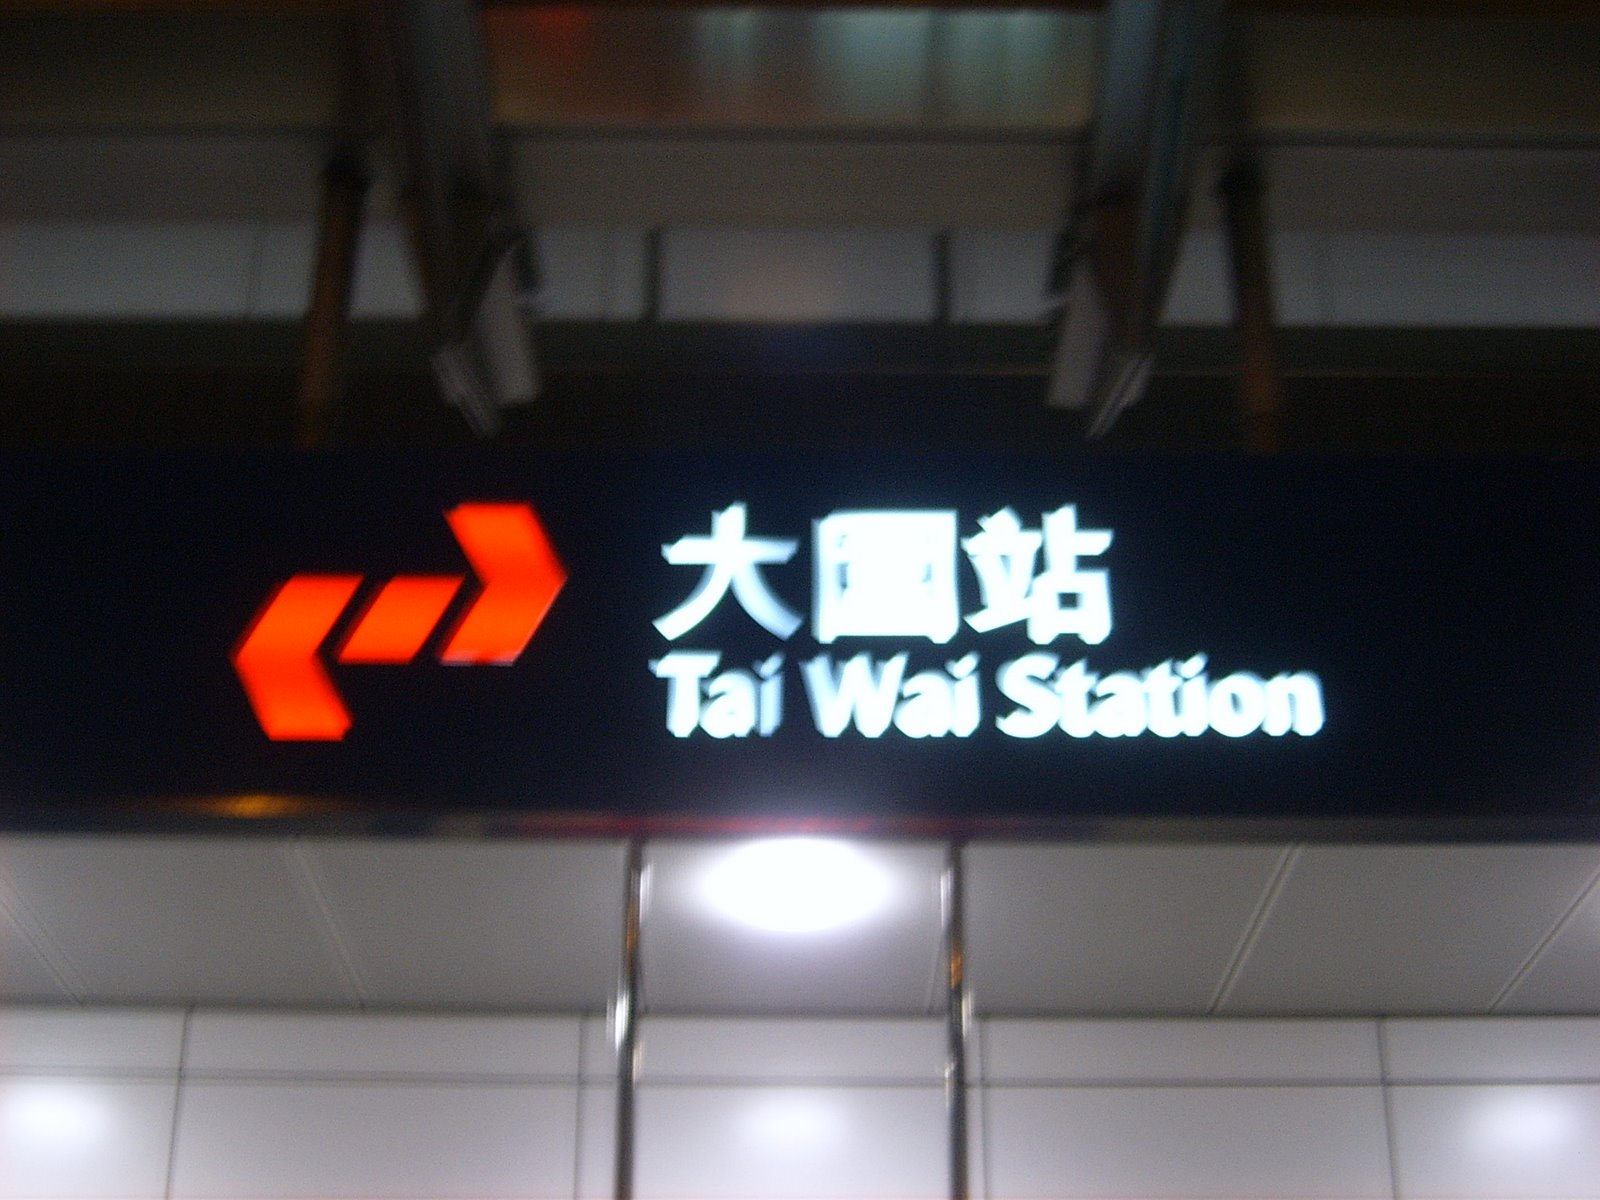 大圍站
Tai Wai Station